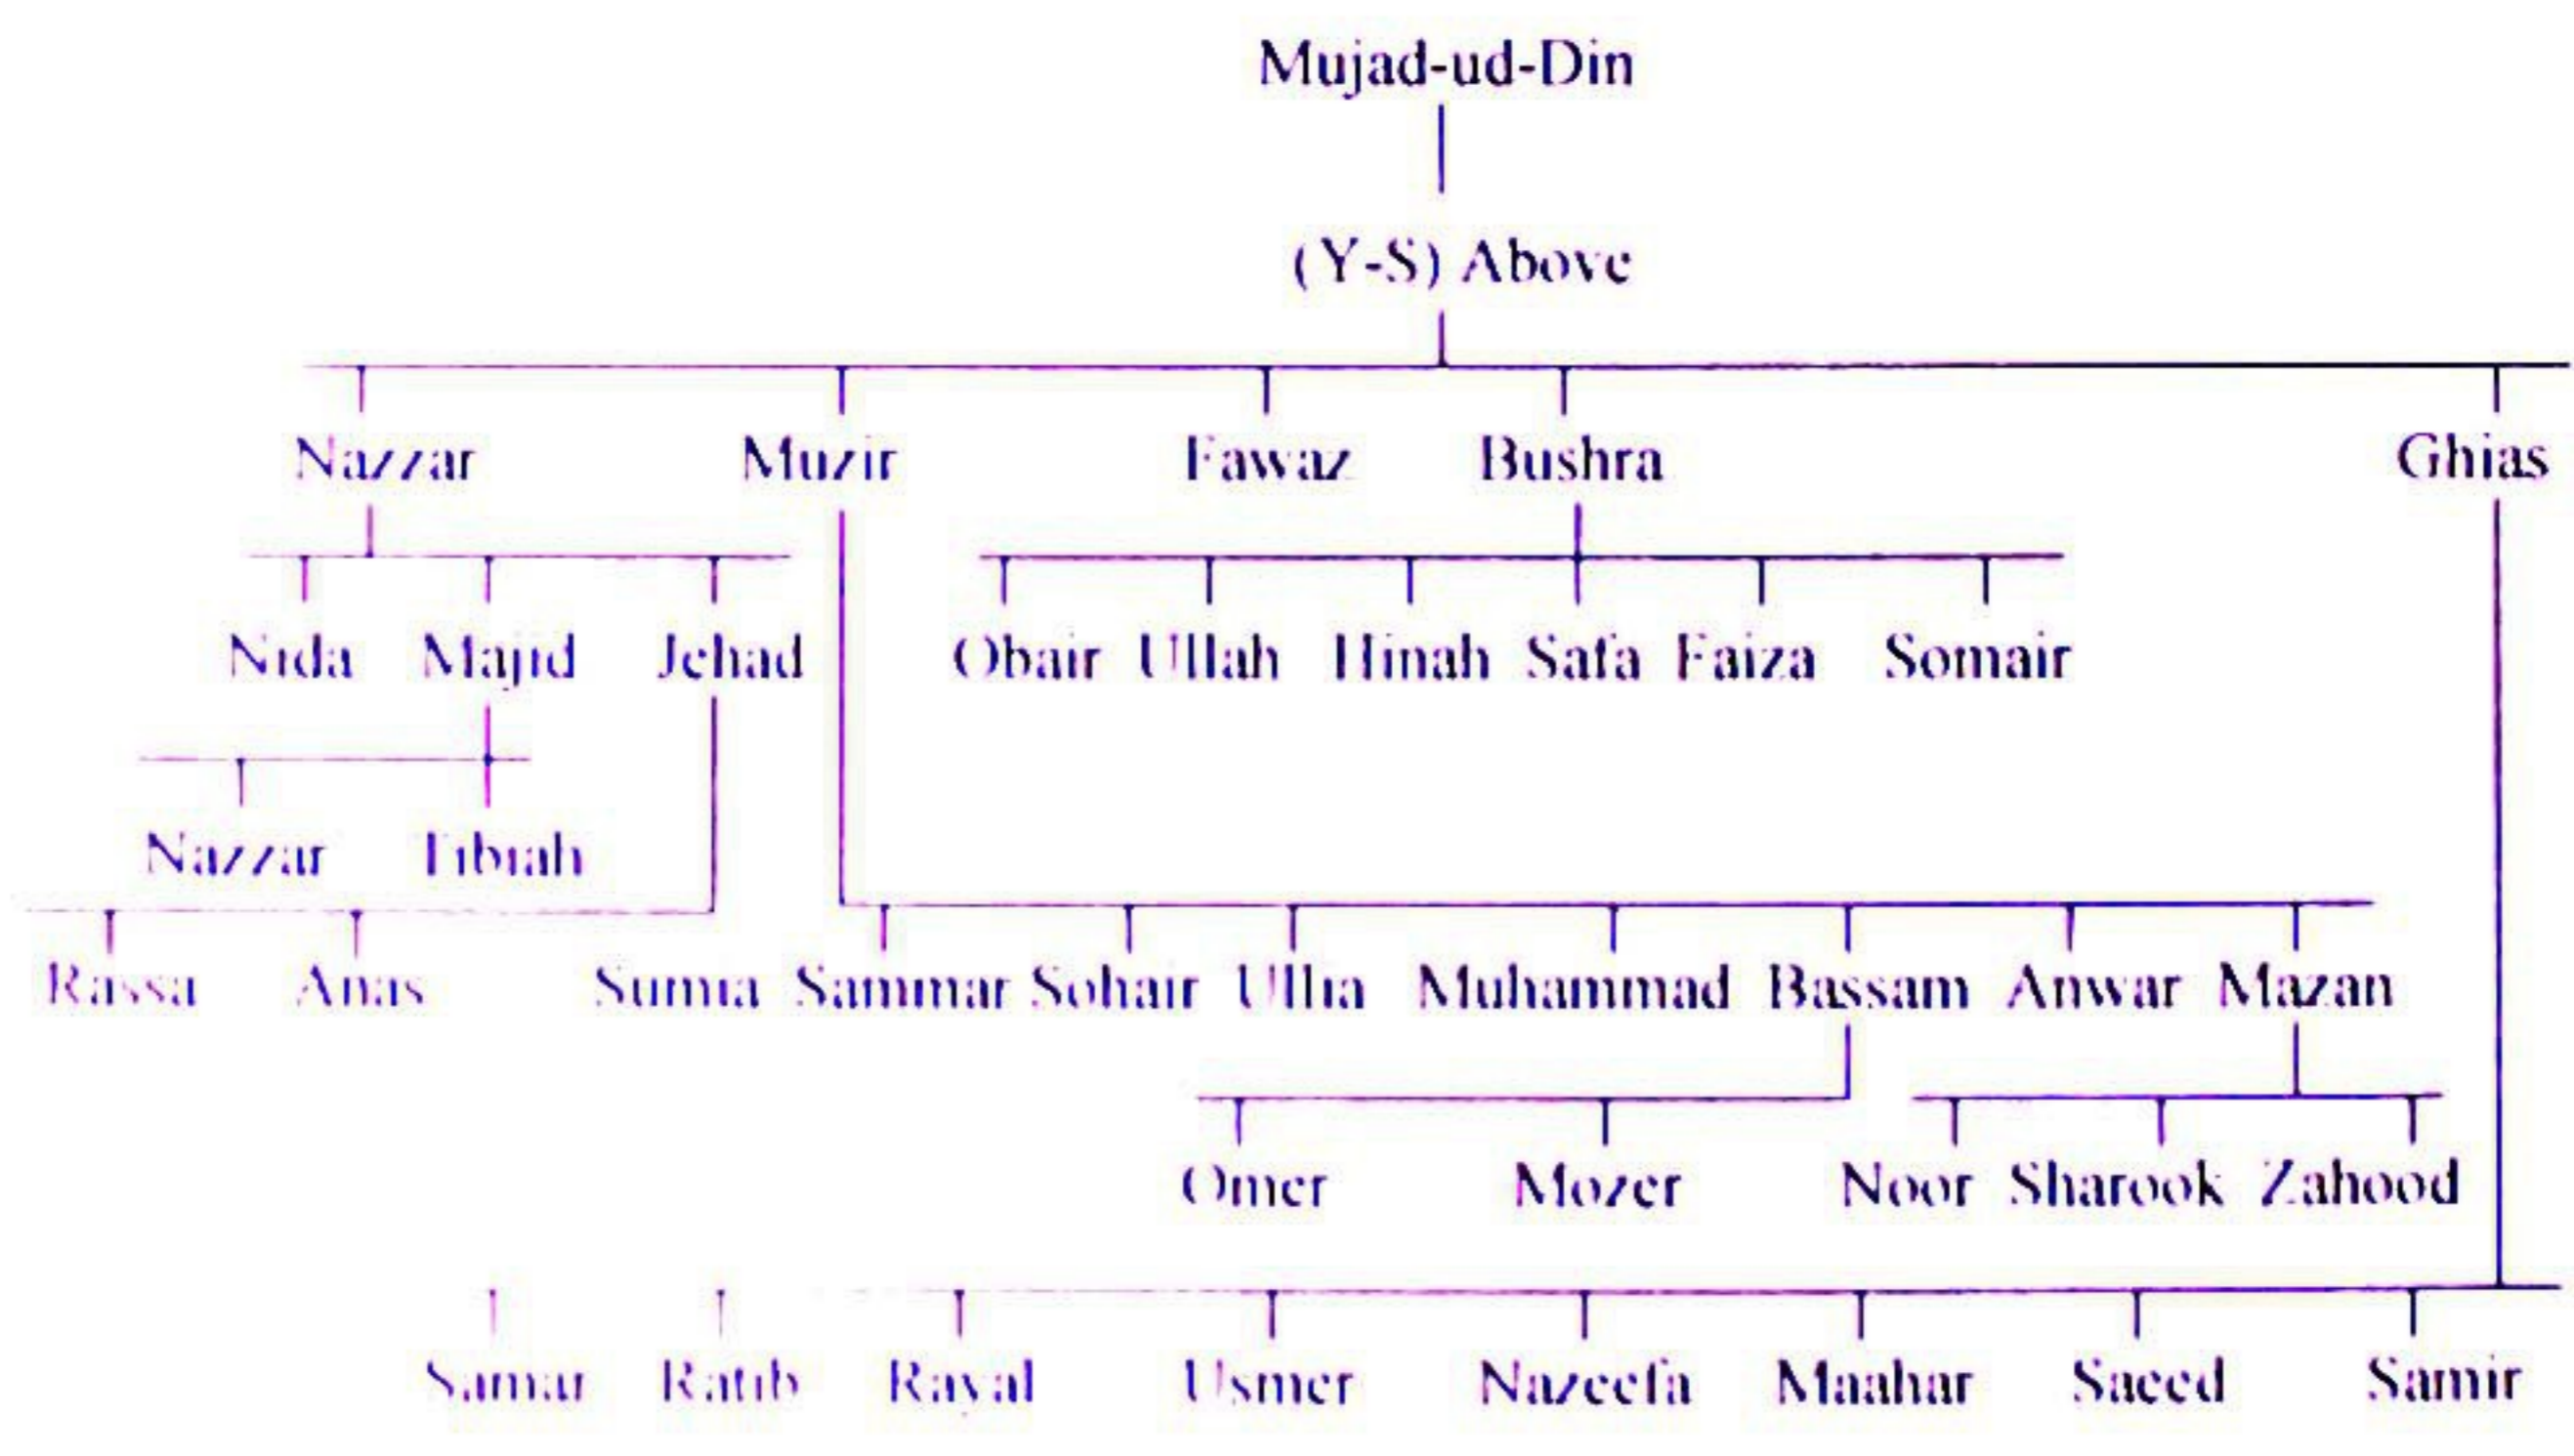 Mujad-ud-Din
(Y-S) Above
Nazzar Muzir Fawaz Bushra Ghias
Nida Majid Jehad Obair Ullah Hinah Safa Faiza Somair
Nazzar Tibiah
Rassa Anas Sumia Sammar Sohair Ullia Muhammad Bassam Anwar Mazan
Omer Mozer Noor Sharook Zahood
Samar Ratib Rayal Usmer Nazeefa Maahar Saeed Samir